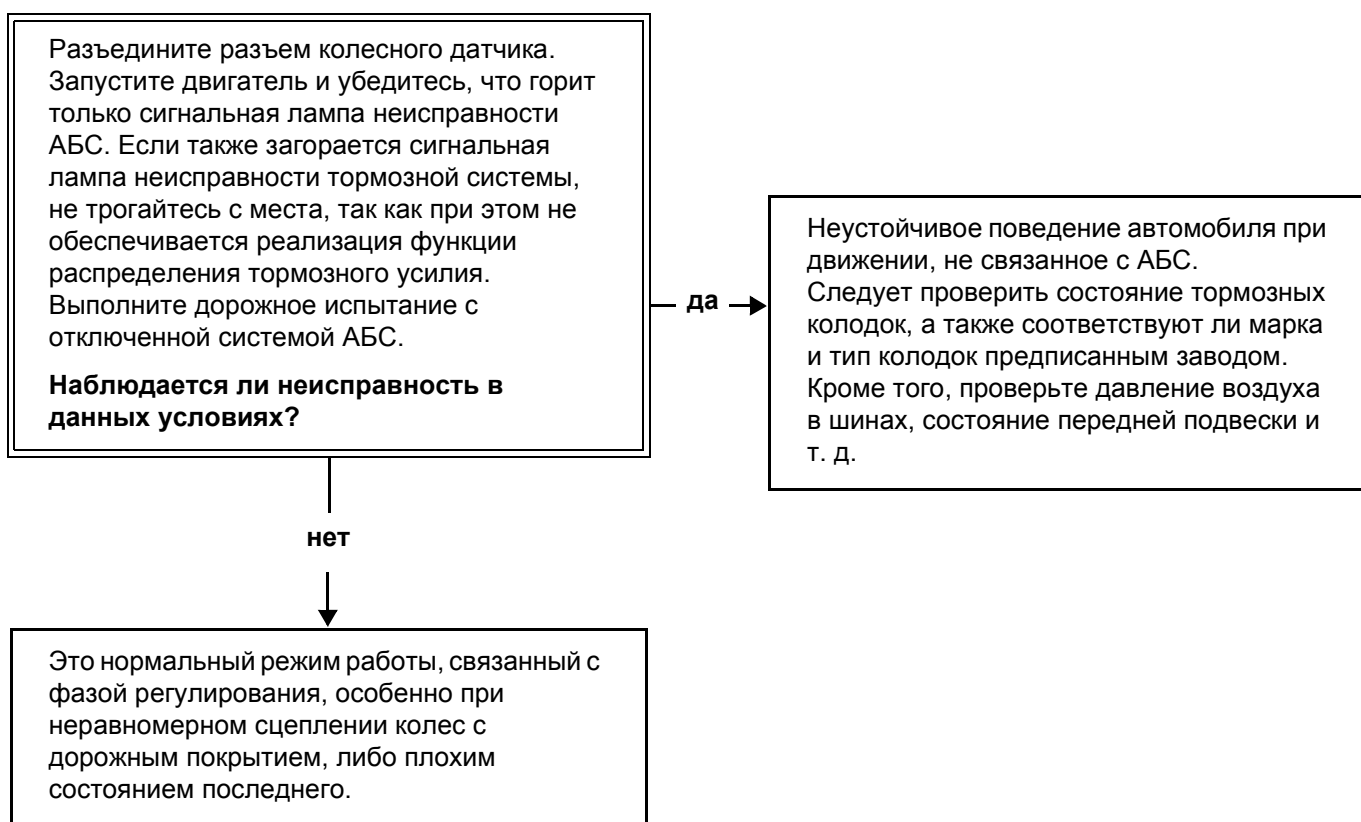 Разъедините разъем колесного датчика.
Запустите двигатель и убедитесь, что горит
только сигнальная лампа неисправности
АБС. Если также загорается сигнальная
лампа неисправности тормозной системы,
не трогайтесь с места, так как при этом не
обеспечивается реализация функции
распределения тормозного усилия.
Выполните дорожное испытание с
отключенной системой АБС.
Наблюдается ли неисправность в
данных условиях?
да
Неустойчивое поведение автомобиля при
движении, не связанное с АБС.
Следует проверить состояние тормозных
колодок, а также соответствуют ли марка
и тип колодок предписанным заводом.
Кроме того, проверьте давление воздуха
в шинах, состояние передней подвески и
т. д.
нет
Это нормальный режим работы, связанный с
фазой регулирования, особенно при
неравномерном сцеплении колес с
дорожным покрытием, либо плохим
состоянием последнего.